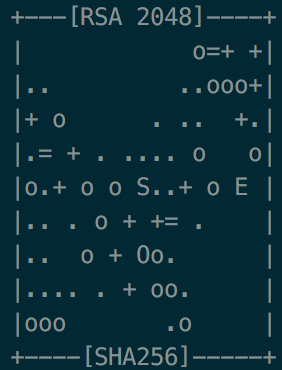 +---[RSA 2048]----+
|             o=+ +|
|..          ..ooo+|
|+ o       . ..  +.|
|.= + . .... o   o|
|o.+ o o S..+ o E |
|.. . o + +=  .    |
|..  o + Oo.      |
|.... . + oo.     |
|ooo       .o     |
+----[SHA256]-----+